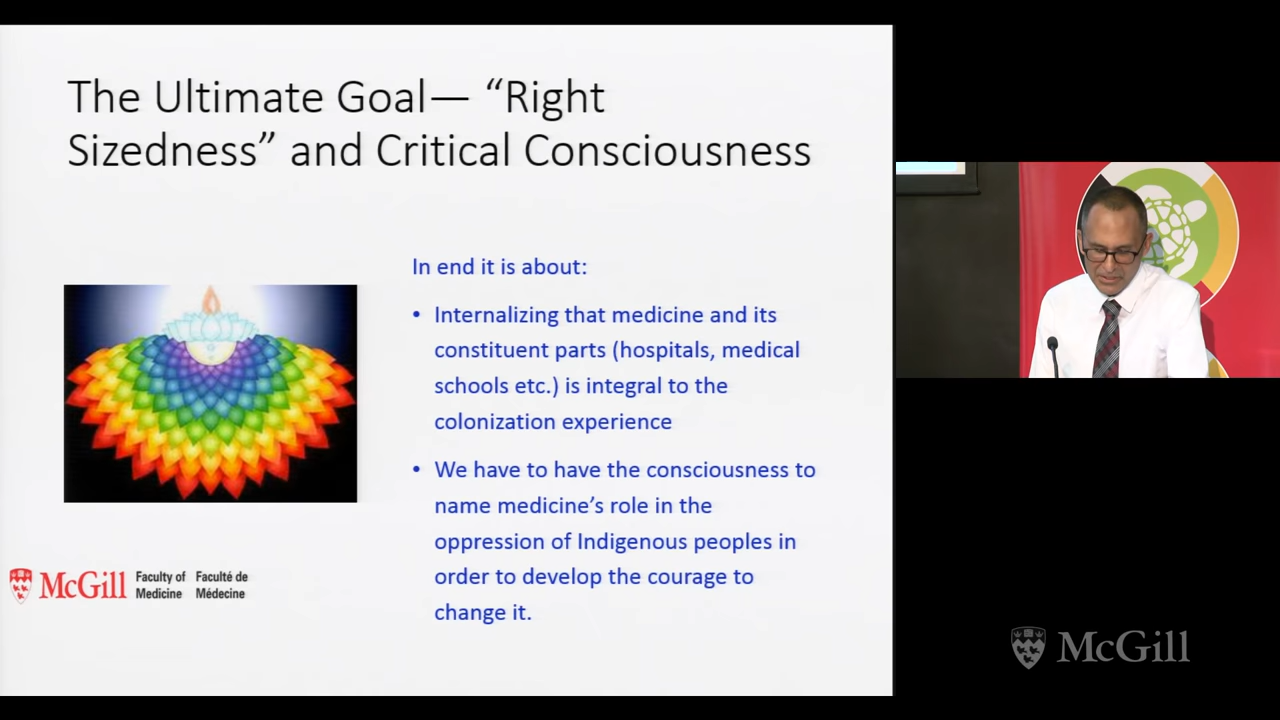 The Ultimate Goal— “Right
Sizedness” and Critical Consciousness
In end it is about:
• Internalizing that medicine and its
constituent parts (hospitals, medical
schools etc.) is integral to the
colonization experience
• We have to have the consciousness to
name medicine’s role in the
oppression of Indigenous peoples in
order to develop the courage to
change it.
McGill
Faculty of
Medicine
Faculté de
Médecine
McGill